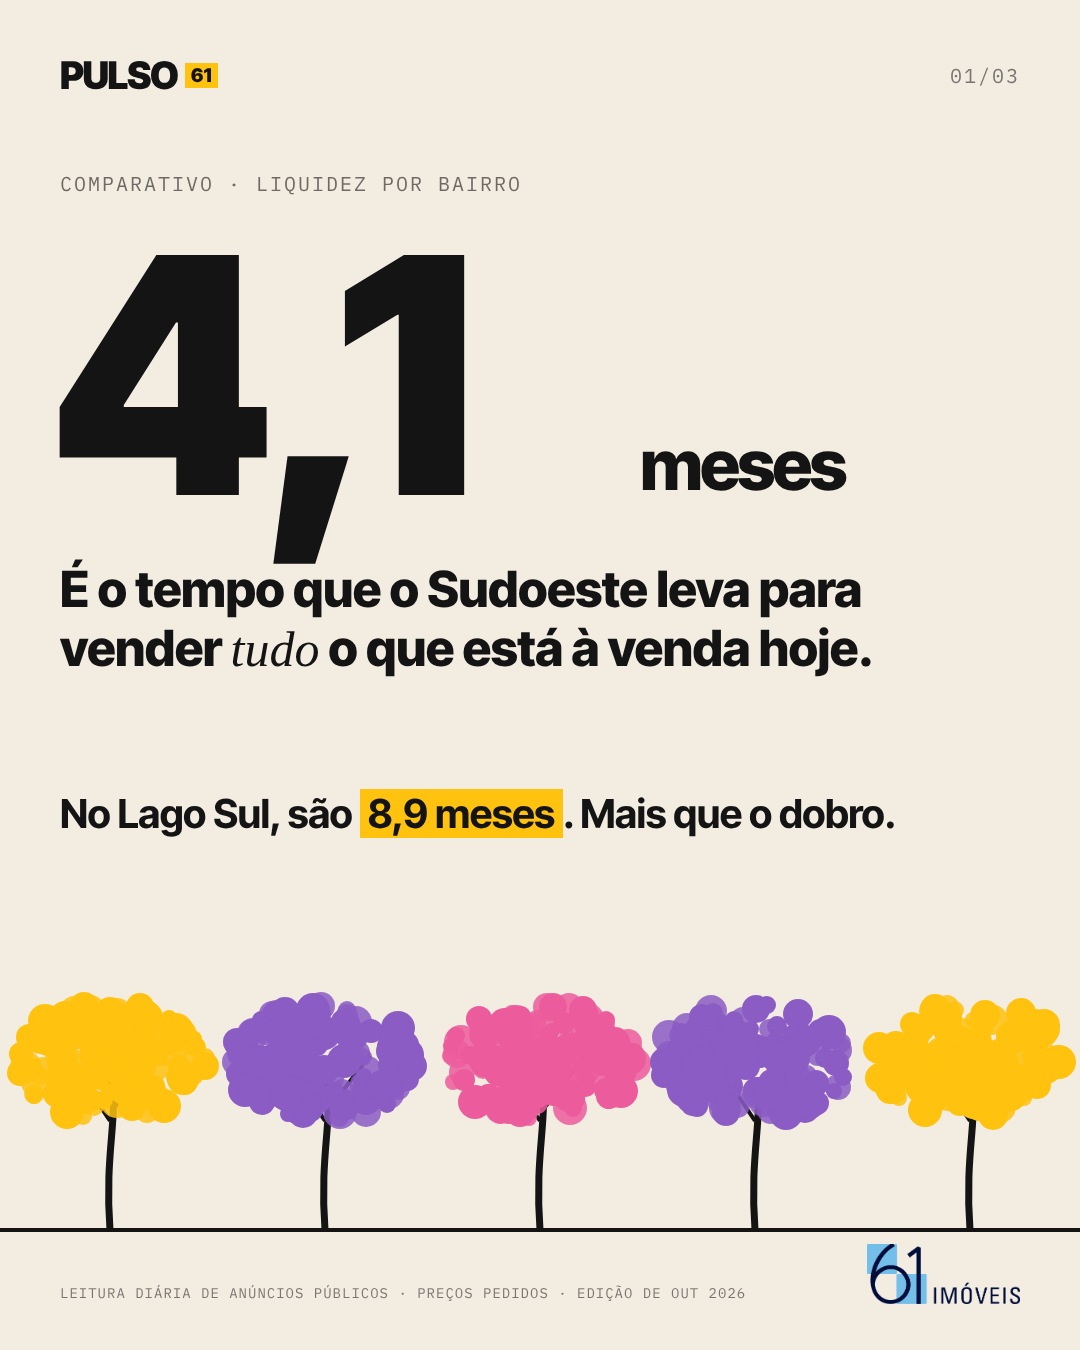 PULSO 61
01/03
COMPARATIVO · LIQUIDEZ POR BAIRRO
4,1 meses
É o tempo que o Sudoeste leva para
vender tudo o que está à venda hoje.
No Lago Sul, são 8,9 meses. Mais que o dobro.
LEITURA DIÁRIA DE ANÚNCIOS PÚBLICOS · PREÇOS PEDIDOS · EDIÇÃO DE OUT 2026
61 IMÓVEIS